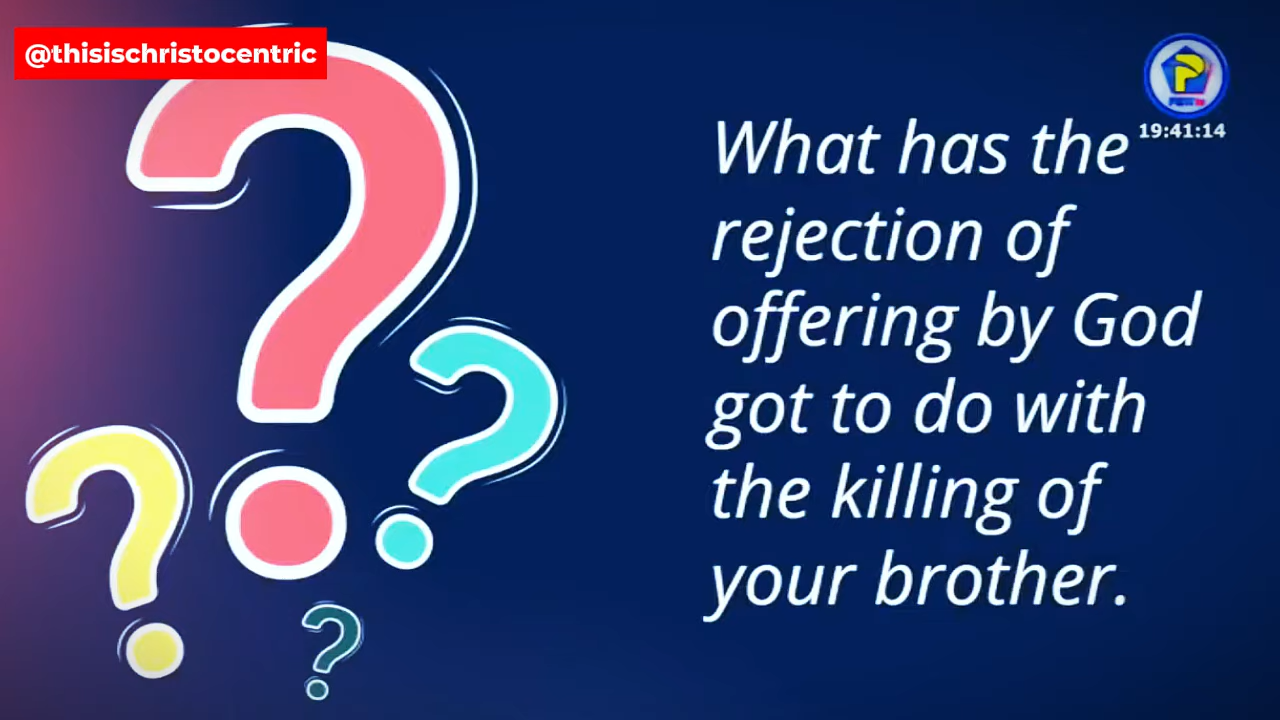 @thisischristocentric
19:41:14
What has the
rejection of
offering by God
got to do with
the killing of
your brother.